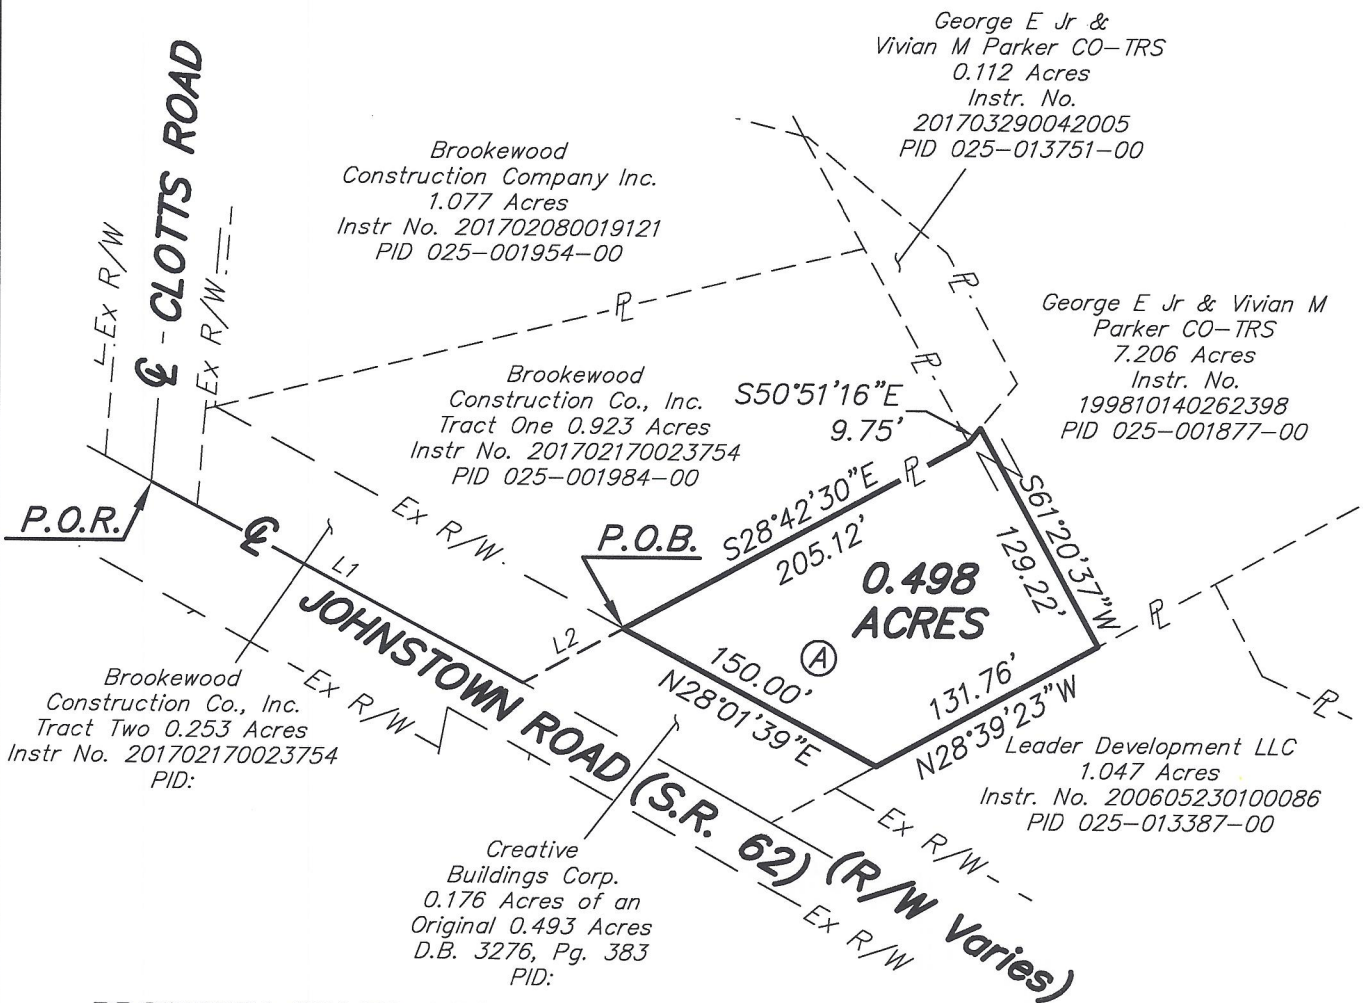 George E Jr &
Vivian M Parker CO-TRS
0.112 Acres
Instr. No.
201703290042005
PID 025-013751-00
℄ - CLOTTS ROAD
Ex R/W
Ex R/W
Brookewood
Construction Company Inc.
1.077 Acres
Instr No. 201702080019121
PID 025-001954-00
PL
PL
George E Jr & Vivian M
Parker CO-TRS
7.206 Acres
Instr. No.
199810140262398
PID 025-001877-00
PL
Brookewood
Construction Co., Inc.
Tract One 0.923 Acres
Instr No. 201702170023754
PID 025-001984-00
S50°51'16"E
9.75'
P.O.R.
℄
Ex R/W
P.O.B.
S28°42'30"E
205.12'
PL
S61°20'37"W
129.22'
0.498
ACRES
A
L1
L2
150.00'
N28°01'39"E
131.76'
N28°39'23"W
PL
PL
JOHNSTOWN ROAD (S.R. 62) (R/W Varies)
Ex R/W
Brookewood
Construction Co., Inc.
Tract Two 0.253 Acres
Instr No. 201702170023754
PID:
Leader Development LLC
1.047 Acres
Instr. No. 200605230100086
PID 025-013387-00
Ex R/W
Ex R/W
Creative
Buildings Corp.
0.176 Acres of an
Original 0.493 Acres
D.B. 3276, Pg. 383
PID: